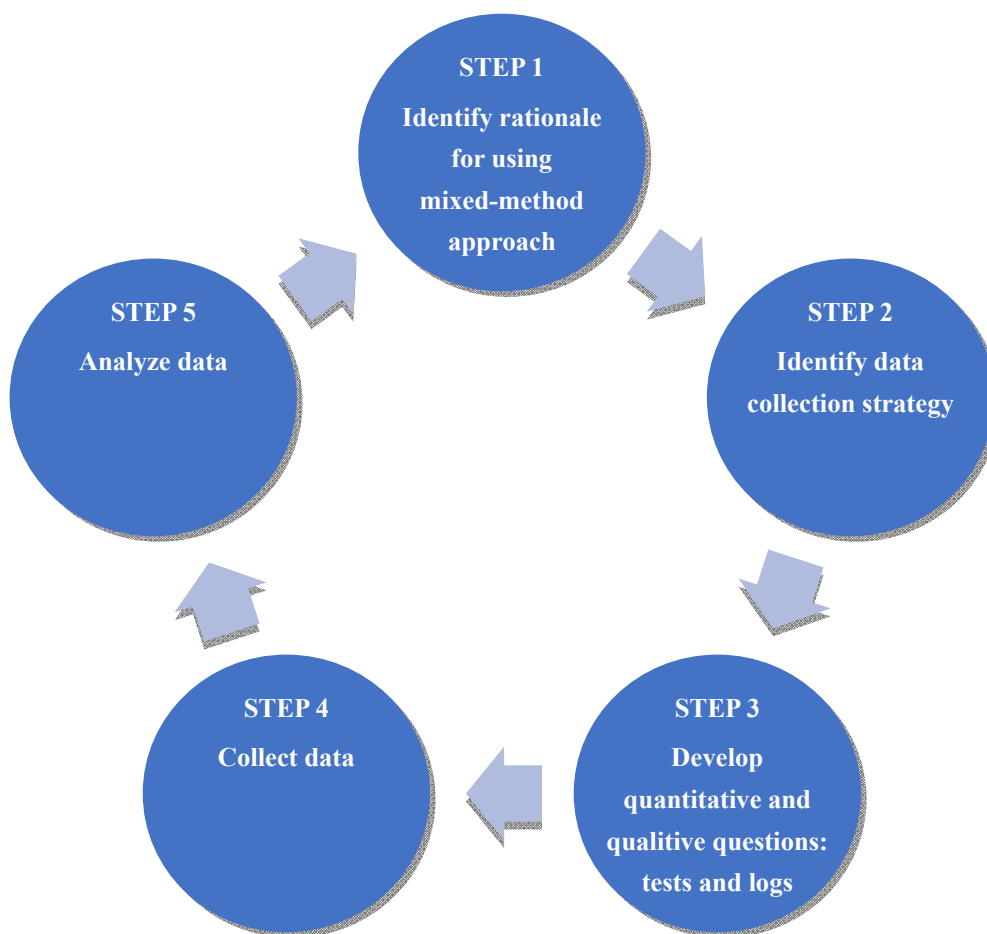 STEP 1
Identify rationale
for using
mixed-method
approach
STEP 2
Identify data
collection strategy
STEP 3
Develop
quantitative and
qualitive questions:
tests and logs
STEP 4
Collect data
STEP 5
Analyze data